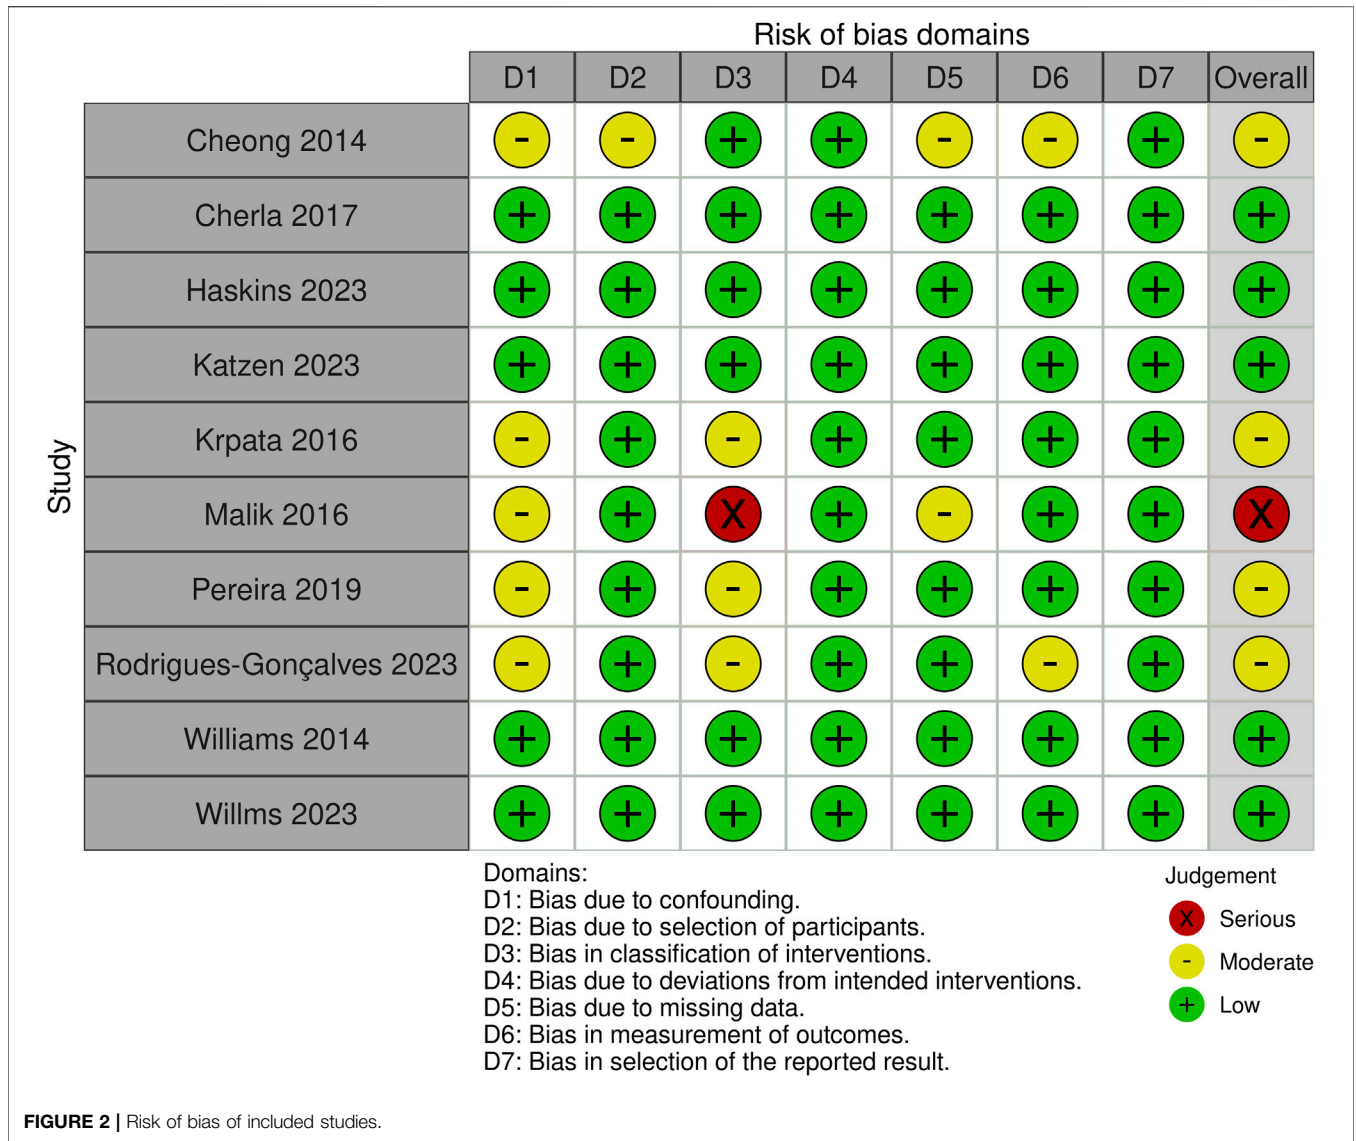 Risk of bias domains
D1 D2 D3 D4 D5 D6 D7 Overall
Study
Cheong 2014 - - + + - - + -
Cherla 2017 + + + + + + + +
Haskins 2023 + + + + + + + +
Katzen 2023 + + + + + + + +
Krpata 2016 - + - + + + + -
Malik 2016 - + X + - + + X
Pereira 2019 - + - + + + + -
Rodrigues-Gonçalves 2023 - + - + + - + -
Williams 2014 + + + + + + + +
Willms 2023 + + + + + + + +
Domains:
D1: Bias due to confounding.
D2: Bias due to selection of participants.
D3: Bias in classification of interventions.
D4: Bias due to deviations from intended interventions.
D5: Bias due to missing data.
D6: Bias in measurement of outcomes.
D7: Bias in selection of the reported result.
Judgement
X Serious
- Moderate
+ Low
FIGURE 2 | Risk of bias of included studies.